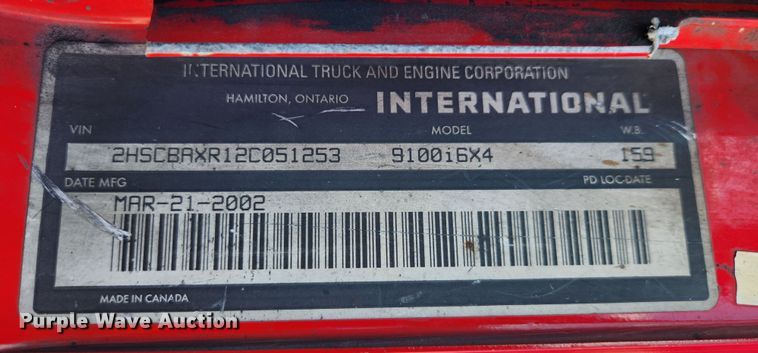 INTERNATIONAL TRUCK AND ENGINE CORPORATION
HAMILTON, ONTARIO INTERNATIONAL
VIN MODEL W.B.
2HSCBAXR12C051253 9100i6X4 159
DATE MFG PD LOC-DATE
MAR-21-2002
MADE IN CANADA
Purple Wave Auction